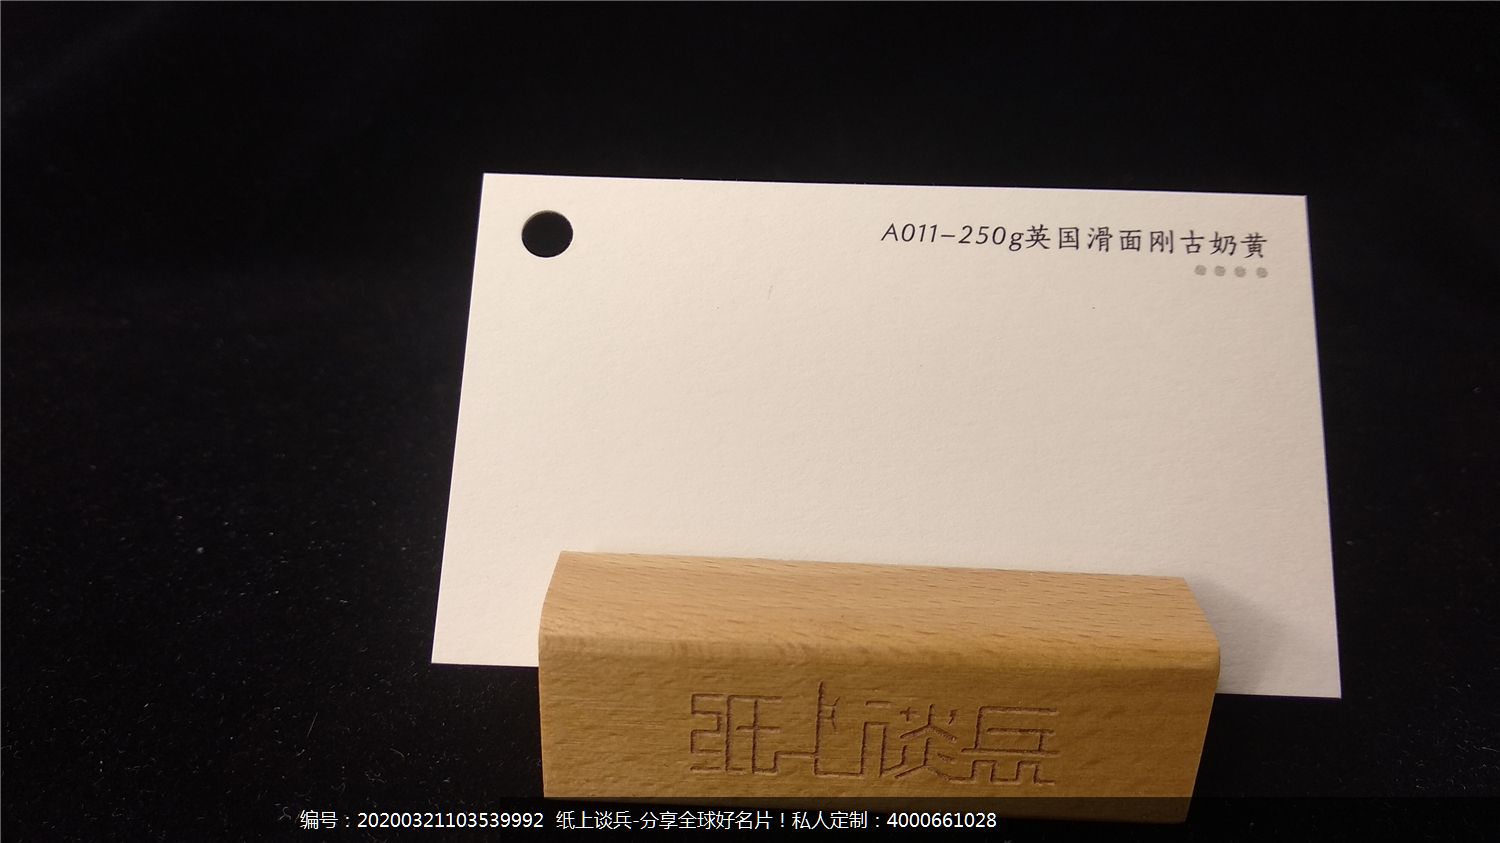 A011-250g英国滑面刚古奶黄
纸上谈兵
编号：20200321103539992 纸上谈兵-分享全球好名片！私人定制：4000661028